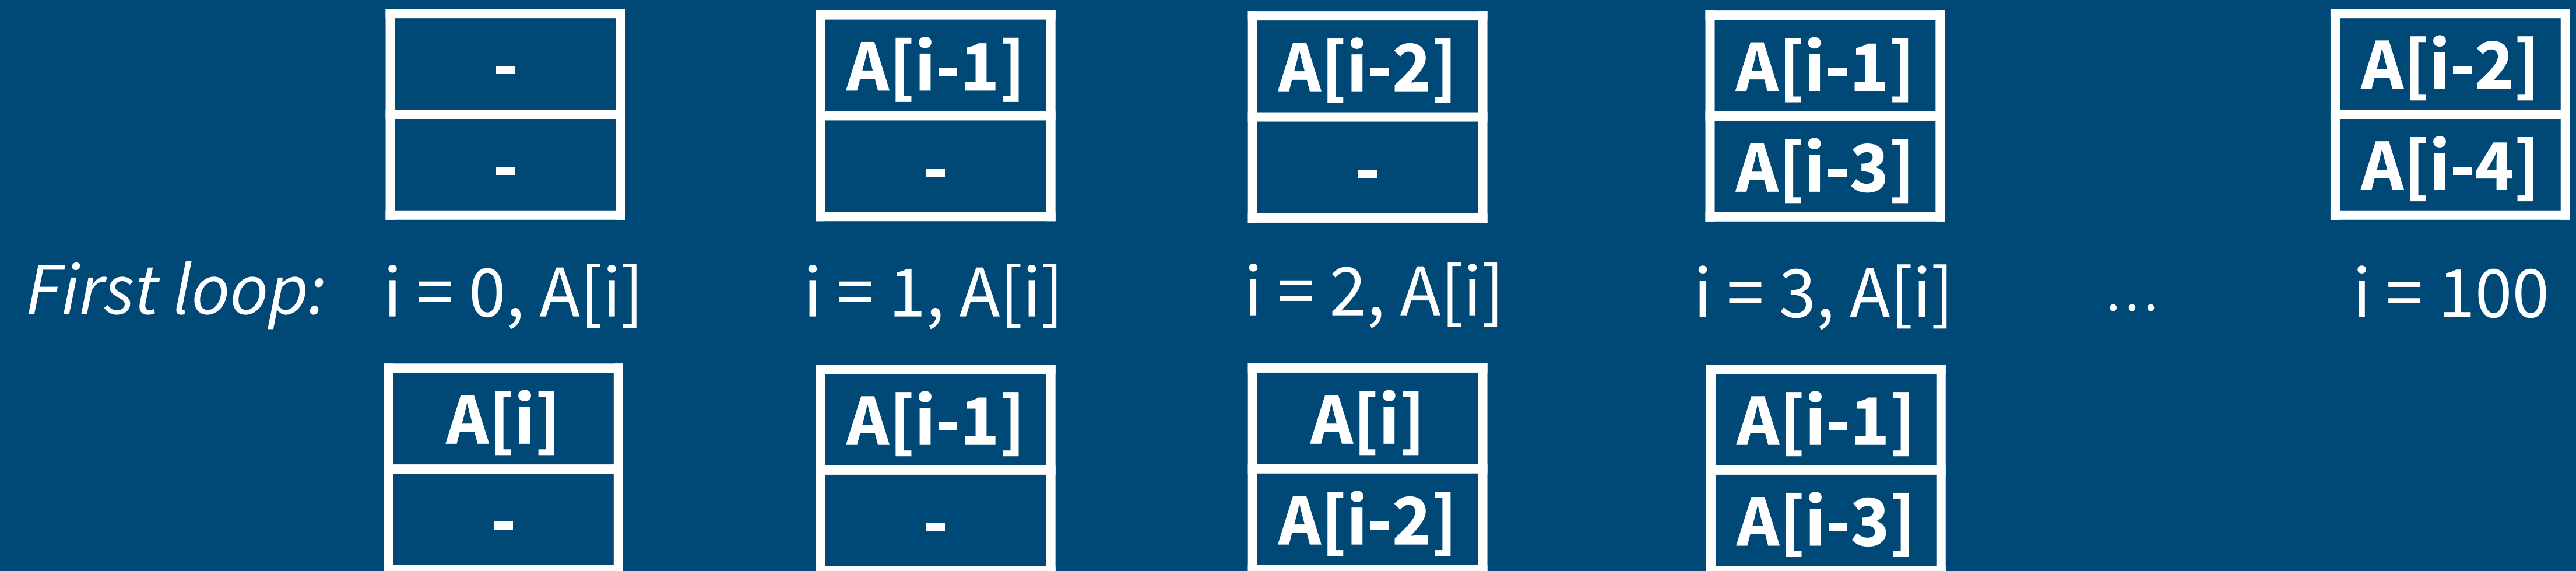 - A[i-1] A[i-2] A[i-1] A[i-2]
- - - A[i-3] A[i-4]
First loop: i = 0, A[i] i = 1, A[i] i = 2, A[i] i = 3, A[i] ... i = 100
A[i] A[i-1] A[i] A[i-1]
- - A[i-2] A[i-3]